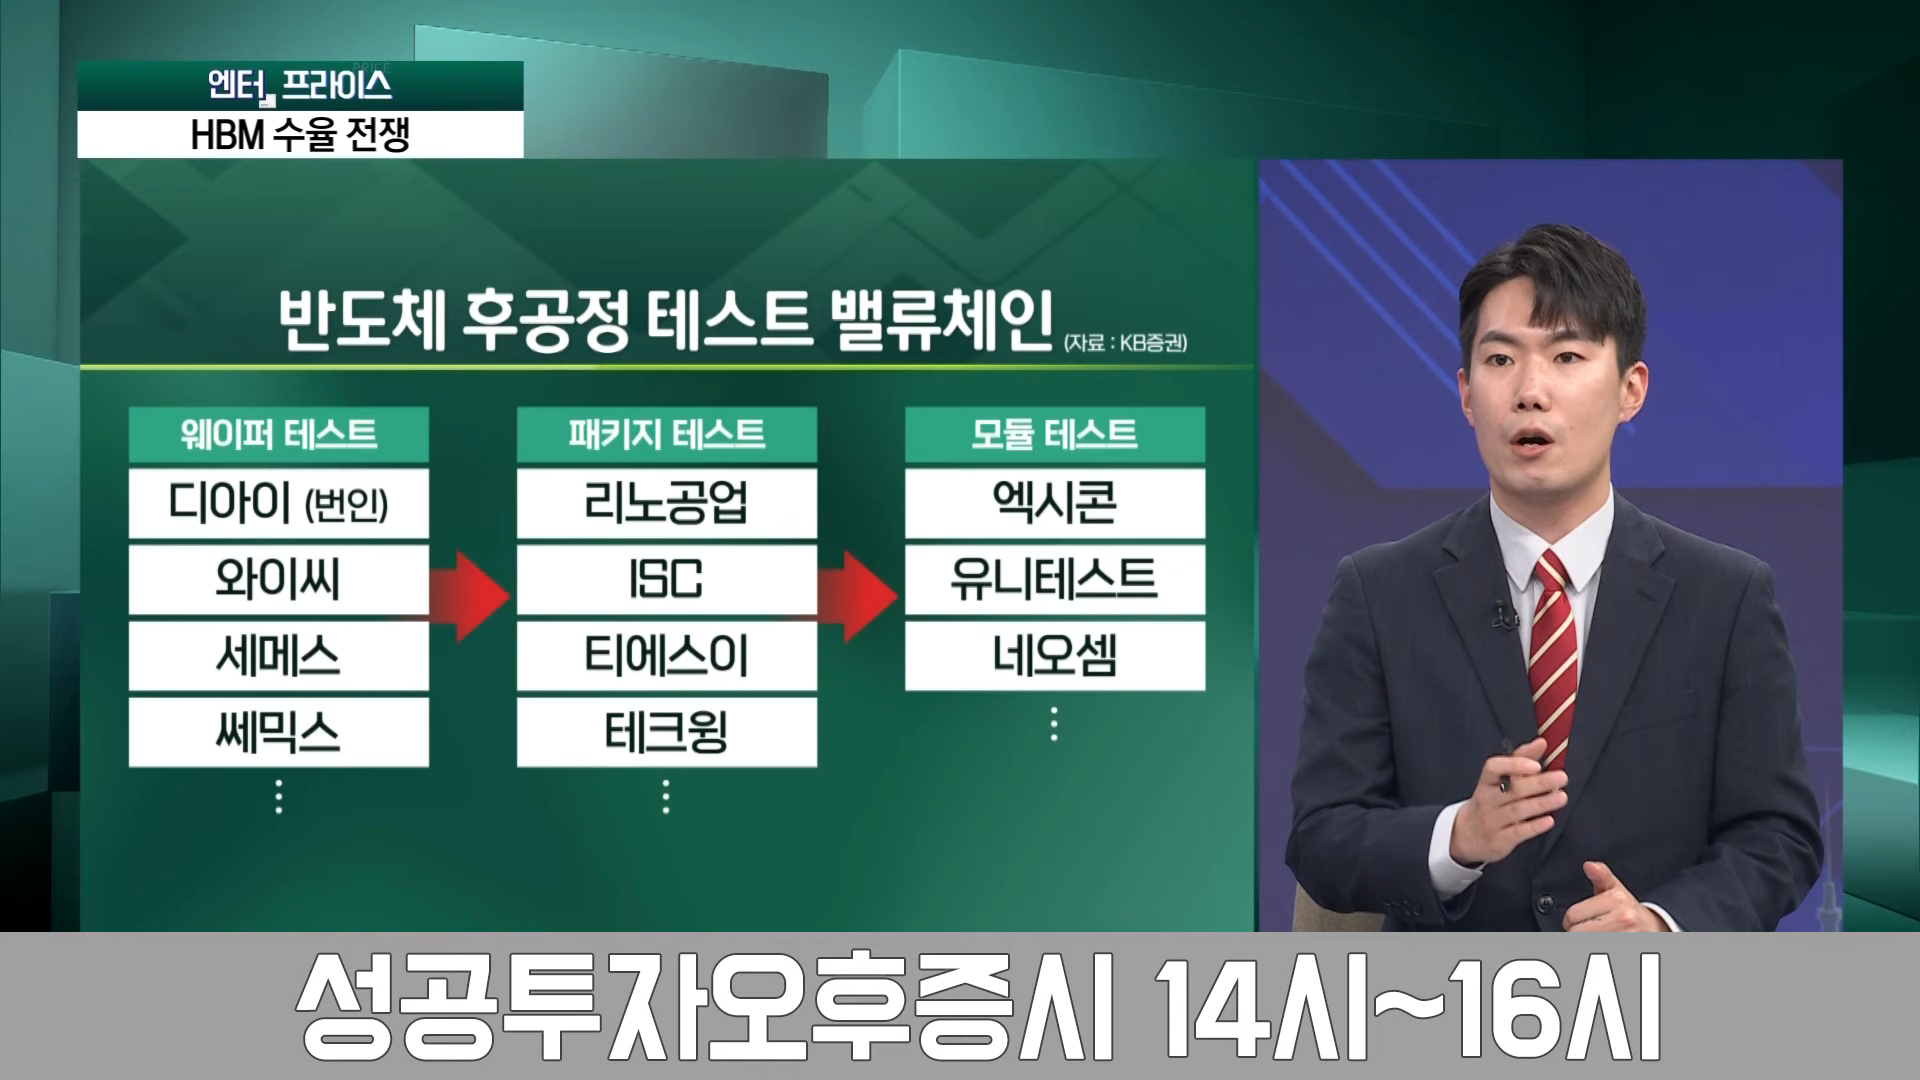 엔터 프라이스
HBM 수율 전쟁
반도체 후공정 테스트 밸류체인 (자료 : KB증권)
웨이퍼 테스트
디아이 (번인)
와이씨
세메스
쎄믹스
패키지 테스트
리노공업
ISC
티에스이
테크윙
모듈 테스트
엑시콘
유니테스트
네오셈
성공투자오후증시 14시~16시